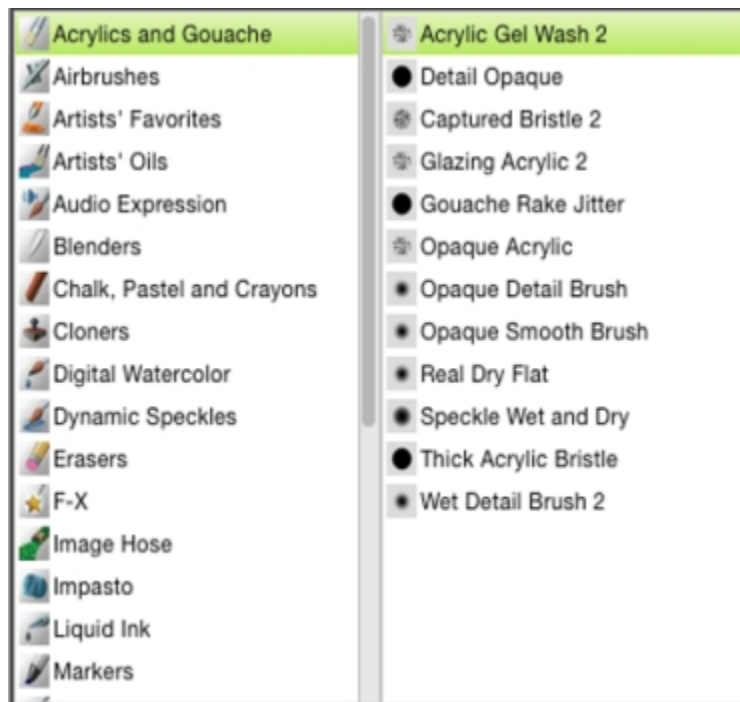 Acrylics and Gouache
Airbrushes
Artists' Favorites
Artists' Oils
Audio Expression
Blenders
Chalk, Pastel and Crayons
Cloners
Digital Watercolor
Dynamic Speckles
Erasers
F-X
Image Hose
Impasto
Liquid Ink
Markers
Acrylic Gel Wash 2
Detail Opaque
Captured Bristle 2
Glazing Acrylic 2
Gouache Rake Jitter
Opaque Acrylic
Opaque Detail Brush
Opaque Smooth Brush
Real Dry Flat
Speckle Wet and Dry
Thick Acrylic Bristle
Wet Detail Brush 2